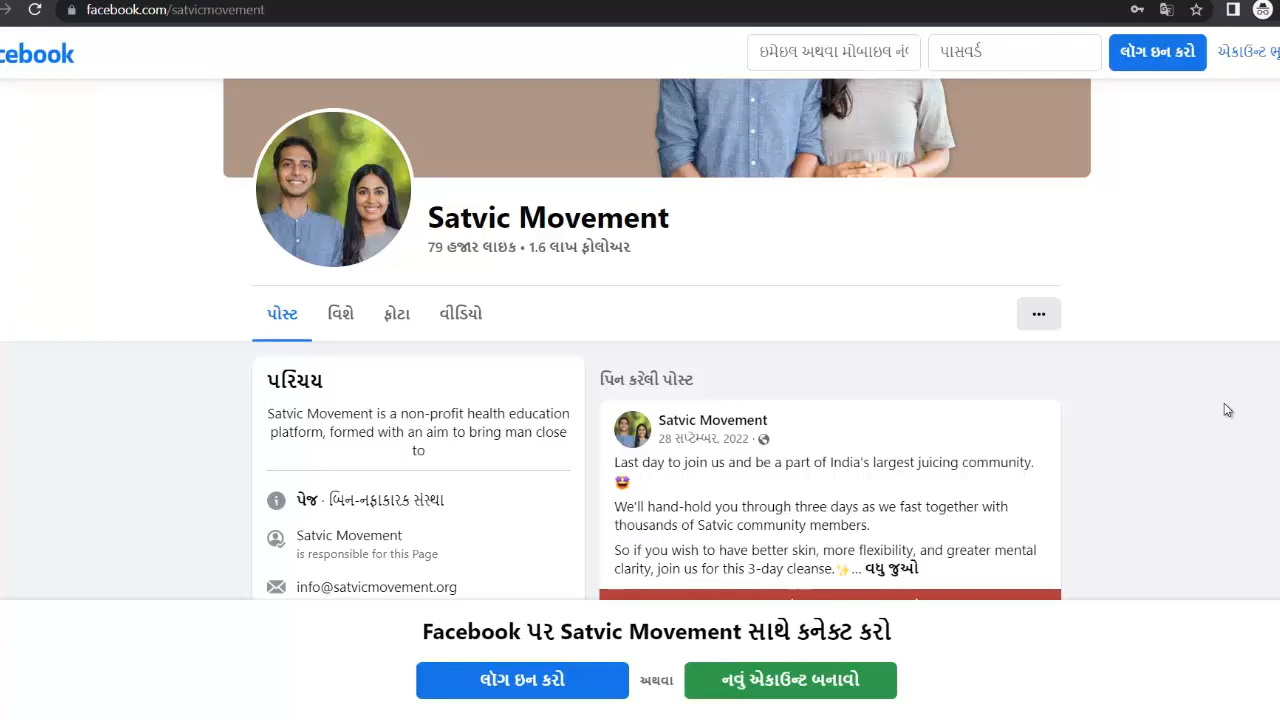 facebook.com/satvicmovement
cebook
ઇમેઇલ અથવા મોબાઇલ નં
પાસવર્ડ
લૉગ ઇન કરો
એકાઉન્ટ
Satvic Movement
79 હજાર લાઇક • 1.6 લાખ ફોલોઅર
પોસ્ટ
વિશે
ફોટા
વીડિયો
પરિચય
Satvic Movement is a non-profit health education
platform, formed with an aim to bring man close
to
પેજ · બિન-નફાકારક સંસ્થા
Satvic Movement
is responsible for this Page
info@satvicmovement.org
પિન કરેલી પોસ્ટ
Satvic Movement
28 સપ્ટેમ્બર, 2022 ·
Last day to join us and be a part of India's largest juicing community.
🤩
We'll hand-hold you through three days as we fast together with
thousands of Satvic community members.
So if you wish to have better skin, more flexibility, and greater mental
clarity, join us for this 3-day cleanse.✨... વધુ જુઓ
Facebook પર Satvic Movement સાથે કનેક્ટ કરો
લૉગ ઇન કરો
અથવા
નવું એકાઉન્ટ બનાવો